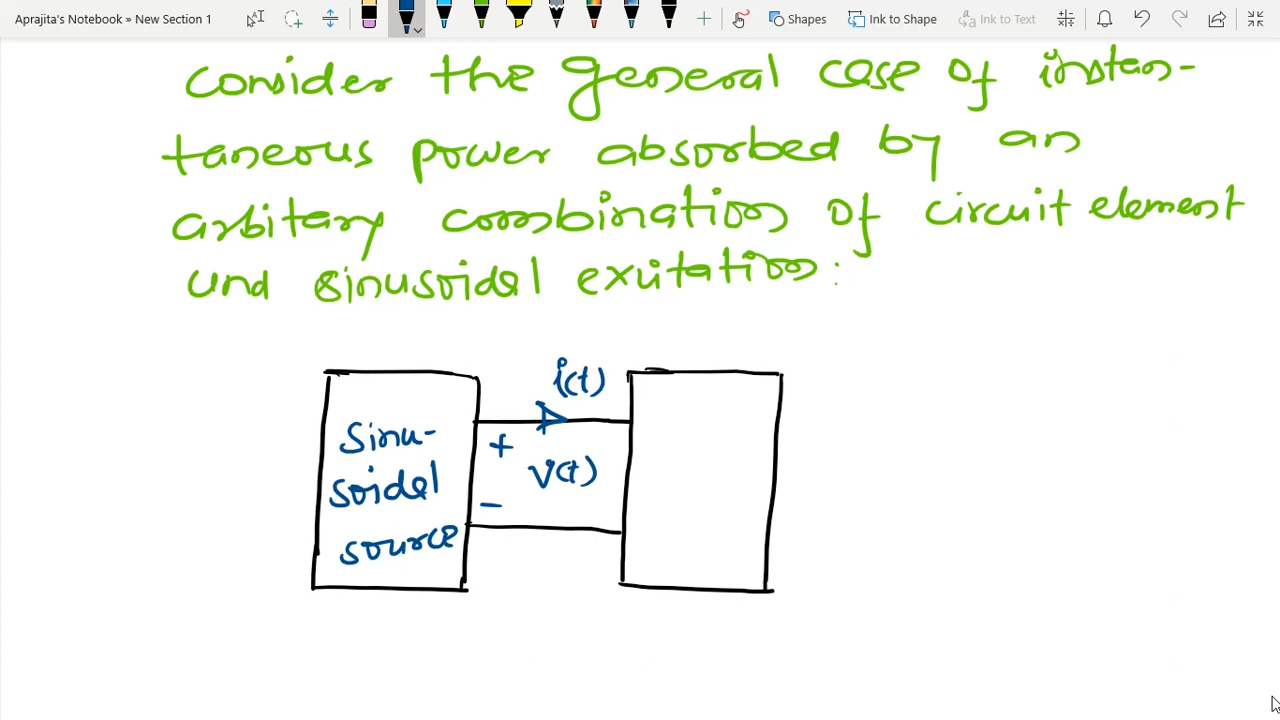 Aprajita's Notebook » New Section 1
Shapes
Ink to Shape
Ink to Text
Consider the general case of instan-
taneous power absorbed by an
arbitary combination of circuit element
und sinusoidal exitation:
i(t)
Sinu-
soidal
source
+
v(t)
-